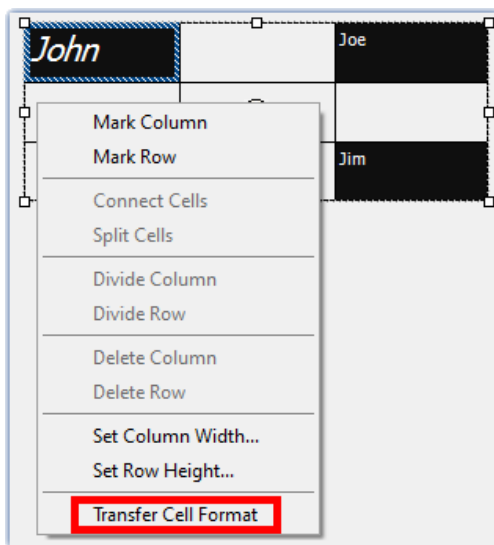 John
Joe
Mark Column
Mark Row
Jim
Connect Cells
Split Cells
Divide Column
Divide Row
Delete Column
Delete Row
Set Column Width...
Set Row Height...
Transfer Cell Format